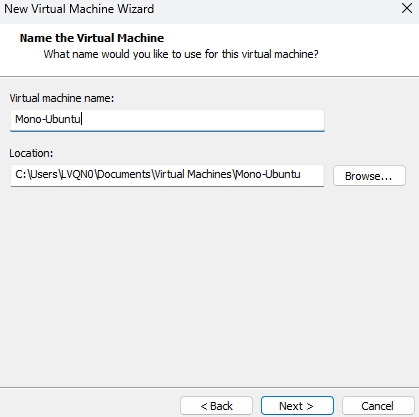 New Virtual Machine Wizard
Name the Virtual Machine
What name would you like to use for this virtual machine?
Virtual machine name:
Mono-Ubuntu
Location:
C:\Users\LVQN0\Documents\Virtual Machines\Mono-Ubuntu
Browse...
< Back
Next >
Cancel